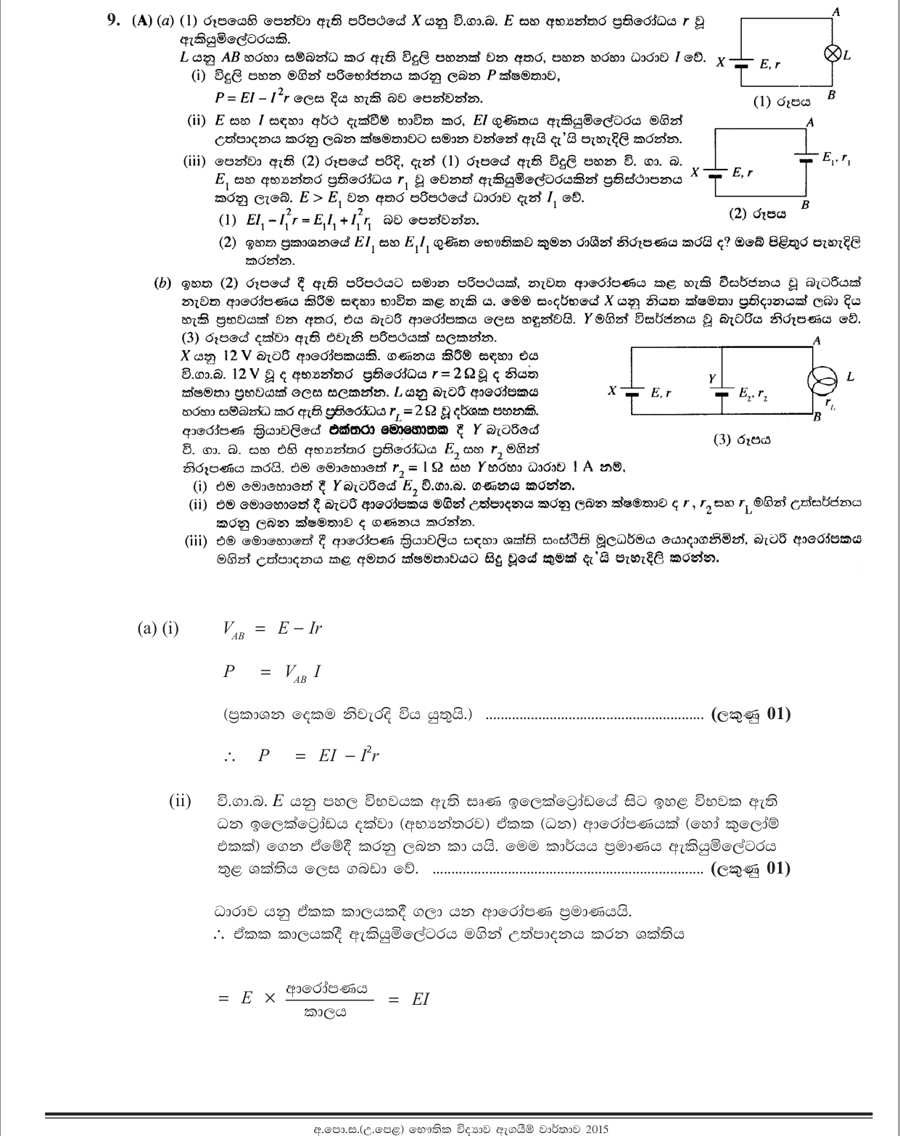 9. (A) (a) (1) රූපයෙහි පෙන්වා ඇති පරිපථයේ X යනු වි.ගා.බ. E සහ අභ්‍යන්තර ප්‍රතිරෝධය r වූ
ඇකියුමිලේටරයකි.
L යනු AB හරහා සම්බන්ධ කර ඇති විදුලි පහනක් වන අතර, පහන හරහා ධාරාව I වේ.
(i) විදුලි පහන මගින් පරිභෝජනය කරනු ලබන P ක්ෂමතාව,
P = EI – I²r ලෙස දිය හැකි බව පෙන්වන්න.
(ii) E සහ I සඳහා අර්ථ දැක්වීම් භාවිත කර, EI ගුණිතය ඇකියුමිලේටරය මගින්
උත්පාදනය කරනු ලබන ක්ෂමතාවට සමාන වන්නේ ඇයි දැ'යි පැහැදිලි කරන්න.
(iii) පෙන්වා ඇති (2) රූපයේ පරිදි, දැන් (1) රූපයේ ඇති විදුලි පහන වි. ගා. බ.
E₁ සහ අභ්‍යන්තර ප්‍රතිරෝධය r₁ වූ වෙනත් ඇකියුමිලේටරයකින් ප්‍රතිස්ථාපනය
කරනු ලැබේ. E > E₁ වන අතර පරිපථයේ ධාරාව දැන් I₁ වේ.
(1) EI₁ – I₁²r = E₁I₁ + I₁²r₁ බව පෙන්වන්න.
(2) ඉහත ප්‍රකාශනයේ EI₁ සහ E₁I₁ ගුණිත භෞතිකව කුමන රාශීන් නිරූපණය කරයි ද? ඔබේ පිළිතුර පැහැදිලි
කරන්න.
A
X
E, r
L
B
(1) රූපය
A
X
E, r
E₁, r₁
B
(2) රූපය
(b) ඉහත (2) රූපයේ දී ඇති පරිපථයට සමාන පරිපථයක්, නැවත ආරෝපණය කළ හැකි විසර්ජනය වූ බැටරියක්
නැවත ආරෝපණය කිරීම සඳහා භාවිත කළ හැකි ය. මෙම සංදර්භයේ X යනු නියත ක්ෂමතා ප්‍රතිදානයක් ලබා දිය
හැකි ප්‍රභවයක් වන අතර, එය බැටරි ආරෝපකය ලෙස හඳුන්වයි. Y මගින් විසර්ජනය වූ බැටරිය නිරූපණය වේ.
(3) රූපයේ දක්වා ඇති එවැනි පරිපථයක් සලකන්න.
X යනු 12 V බැටරි ආරෝපකයකි. ගණනය කිරීම් සඳහා එය
වි.ගා.බ. 12 V වූ ද අභ්‍යන්තර ප්‍රතිරෝධය r = 2 Ω වූ ද නියත
ක්ෂමතා ප්‍රභවයක් ලෙස සලකන්න. L යනු බැටරි ආරෝපකය
හරහා සම්බන්ධ කර ඇති ප්‍රතිරෝධය r_L = 2 Ω වූ දර්ශක පහනකි.
ආරෝපණ ක්‍රියාවලියේ එක්තරා මොහොතක දී Y බැටරියේ
වි. ගා. බ. සහ එහි අභ්‍යන්තර ප්‍රතිරෝධය E₂ සහ r₂ මගින්
නිරූපණය කරයි. එම මොහොතේ r₂ = 1 Ω සහ Y හරහා ධාරාව 1 A නම්,
A
X
E, r
Y
E₂, r₂
L
r_L
B
(3) රූපය
(i) එම මොහොතේ දී Y බැටරියේ E₂ වි.ගා.බ. ගණනය කරන්න.
(ii) එම මොහොතේ දී බැටරි ආරෝපකය මගින් උත්පාදනය කරනු ලබන ක්ෂමතාව ද r , r₂ සහ r_L මගින් උත්සර්ජනය
කරනු ලබන ක්ෂමතාව ද ගණනය කරන්න.
(iii) එම මොහොතේ දී ආරෝපණ ක්‍රියාවලිය සඳහා ශක්ති සංස්ථිති මූලධර්මය යොදාගනිමින්, බැටරි ආරෝපකය
මගින් උත්පාදනය කළ අමතර ක්ෂමතාවයට සිදු වූයේ කුමක් දැ'යි පැහැදිලි කරන්න.
(a) (i) V_AB = E – Ir
P = V_AB I
(ප්‍රකාශන දෙකම නිවැරදි විය යුතුයි.) .......................................................... (ලකුණු 01)
∴ P = EI – I²r
(ii) වි.ගා.බ. E යනු පහල විභවයක ඇති සෘණ ඉලෙක්ට්‍රෝඩයේ සිට ඉහළ විභවක ඇති
ධන ඉලෙක්ට්‍රෝඩය දක්වා (අභ්‍යන්තරව) ඒකක (ධන) ආරෝපණයක් (හෝ කුලෝම්
එකක්) ගෙන ඒමේදී කරනු ලබන කා යයි. මෙම කාර්යය ප්‍රමාණය ඇකියුමිලේටරය
තුළ ශක්තිය ලෙස ගබඩා වේ. ........................................................................ (ලකුණු 01)
ධාරාව යනු ඒකක කාලයකදී ගලා යන ආරෝපණ ප්‍රමාණයයි.
∴ ඒකක කාලයකදී ඇකියුමිලේටරය මගින් උත්පාදනය කරන ශක්තිය
= E × ආරෝපණය / කාලය = EI
අ.පො.ස.(උ.පෙළ) භෞතික විද්‍යාව ඇගයීම් වාර්තාව 2015